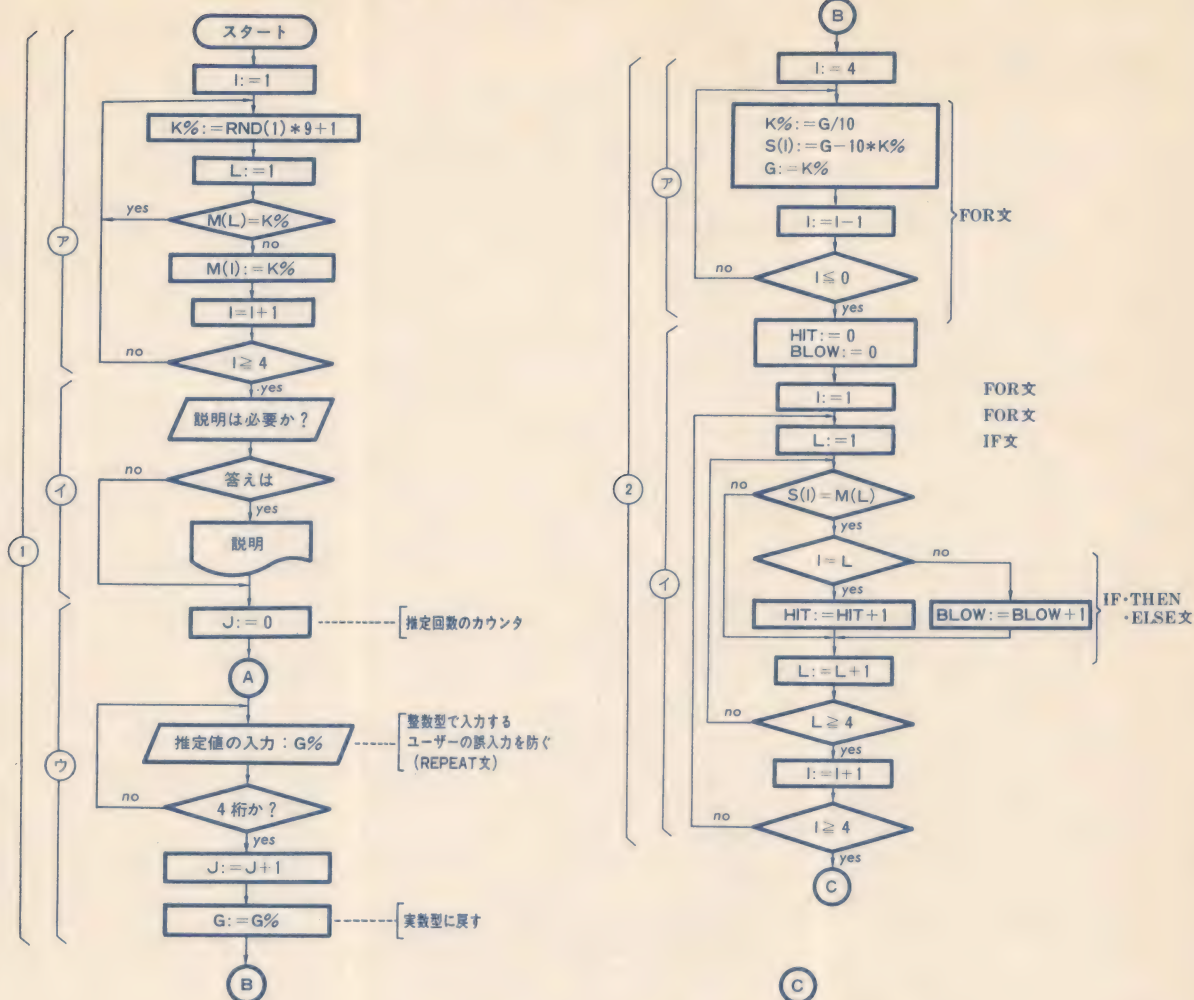 スタート
I:=1
K%:=RND(1)*9+1
L:=1
M(L)=K%
yes
no
M(I):=K%
I=I+1
I≧4
no
yes
説明は必要か?
答えは
no
yes
説明
J:=0
推定回数のカウンタ
A
推定値の入力:G%
整数型で入力する
ユーザーの誤入力を防ぐ
(REPEAT文)
4桁か?
no
yes
J:=J+1
G:=G%
実数型に戻す
B
1
ア
イ
ウ
B
I:=4
K%:=G/10
S(I):=G-10*K%
G:=K%
I:=I-1
FOR文
I≦0
no
yes
HIT:=0
BLOW:=0
I:=1
FOR文
L:=1
FOR文
IF文
S(I)=M(L)
no
yes
I=L
no
yes
HIT:=HIT+1
BLOW:=BLOW+1
IF・THEN
・ELSE文
L:=L+1
L≧4
no
yes
I:=I+1
I≧4
no
yes
C
2
ア
イ
C